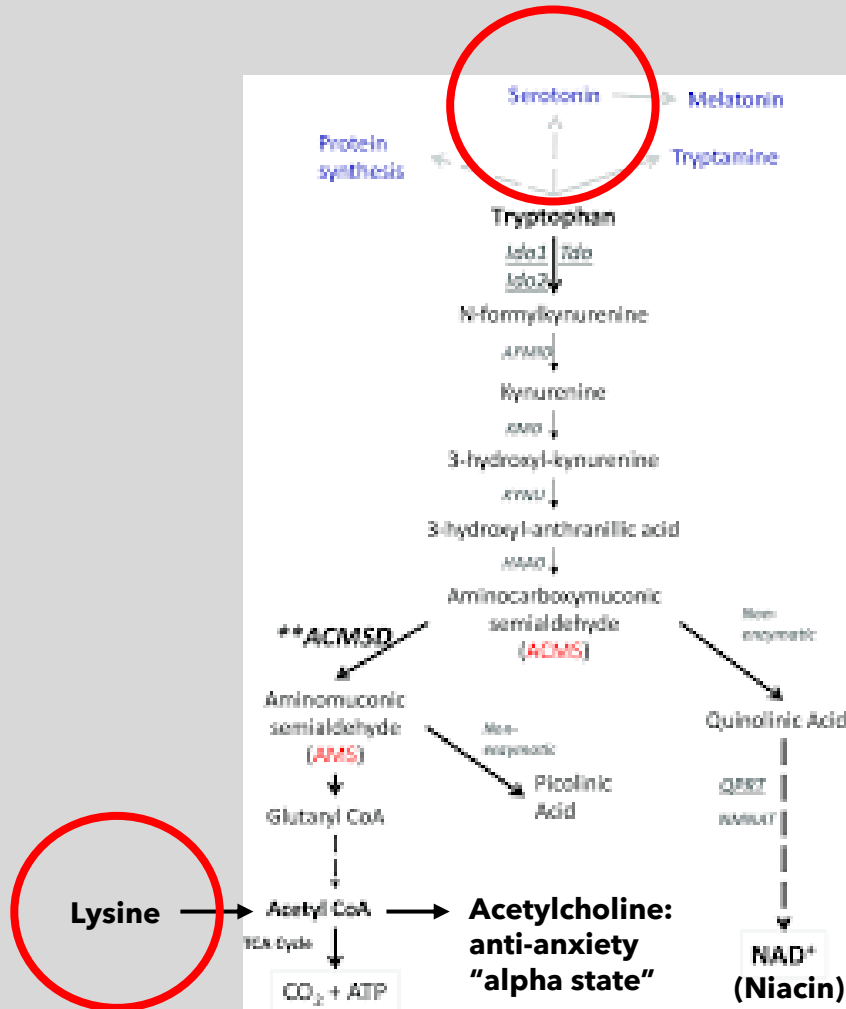 Serotonin
Melatonin
Protein
synthesis
Tryptamine
Tryptophan
Ido1 Tdo
Ido2
N-formylkynurenine
AFMID
Kynurenine
KMO
3-hydroxyl-kynurenine
KYNU
3-hydroxyl-anthranillic acid
HAAO
Aminocarboxymuconic
semialdehyde
(ACMS)
Non-
enzymatic
**ACMSD
Aminomuconic
semialdehyde
(AMS)
Non-
enzymatic
Quinolinic Acid
Picolinic
Acid
QPRT
NMNAT
Glutaryl CoA
Lysine
Acetyl CoA
Acetylcholine:
anti-anxiety
"alpha state"
TCA Cycle
CO₂ + ATP
NAD⁺
(Niacin)